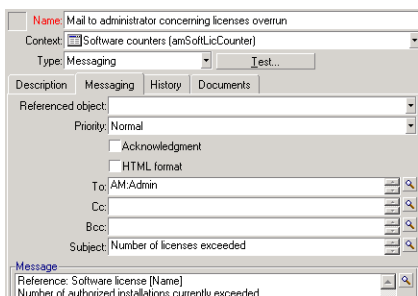 Name: Mail to administrator concerning licenses overrun
Context: Software counters (amSoftLicCounter)
Type: Messaging Test...
Description Messaging History Documents
Referenced object:
Priority: Normal
Acknowledgment
HTML format
To: AM:Admin
Cc:
Bcc:
Subject: Number of licenses exceeded
Message
Reference: Software license [Name]
Number of authorized installations currently exceeded